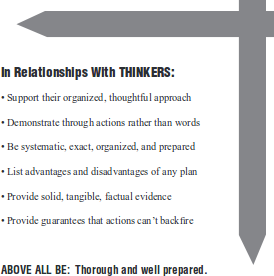 In Relationships With THINKERS:
• Support their organized, thoughtful approach
• Demonstrate through actions rather than words
• Be systematic, exact, organized, and prepared
• List advantages and disadvantages of any plan
• Provide solid, tangible, factual evidence
• Provide guarantees that actions can’t backfire
ABOVE ALL BE: Thorough and well prepared.